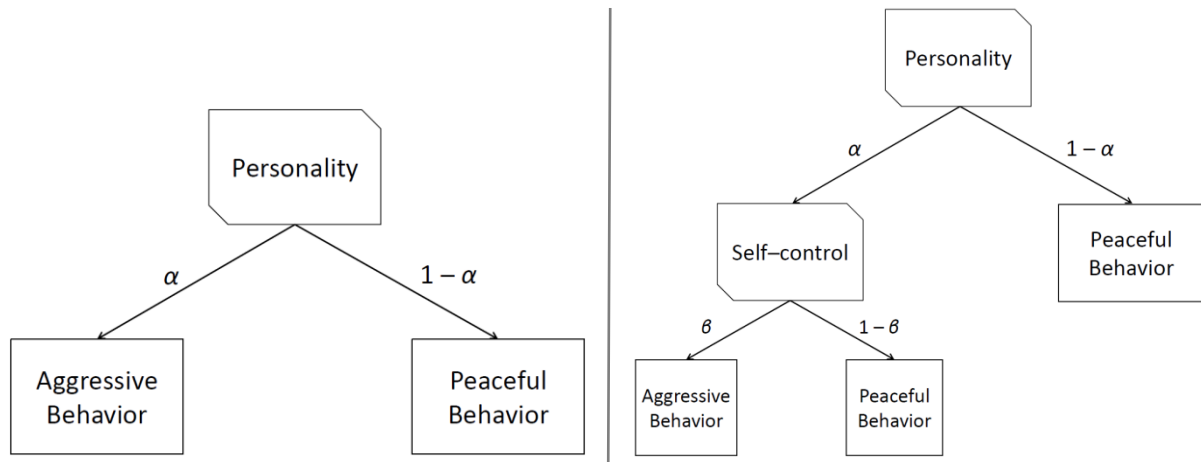 Personality
α
1 – α
Aggressive
Behavior
Peaceful
Behavior
Personality
α
1 – α
Self–control
Peaceful
Behavior
β
1 – β
Aggressive
Behavior
Peaceful
Behavior